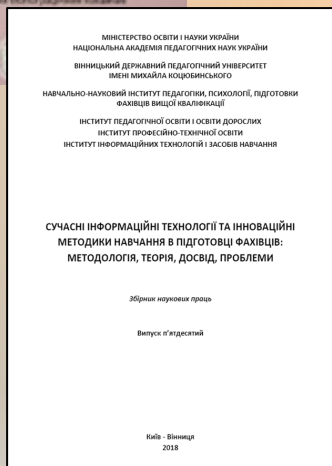 МІНІСТЕРСТВО ОСВІТИ І НАУКИ УКРАЇНИ
НАЦІОНАЛЬНА АКАДЕМІЯ ПЕДАГОГІЧНИХ НАУК УКРАЇНИ
ВІННИЦЬКИЙ ДЕРЖАВНИЙ ПЕДАГОГІЧНИЙ УНІВЕРСИТЕТ
ІМЕНІ МИХАЙЛА КОЦЮБИНСЬКОГО
НАВЧАЛЬНО-НАУКОВИЙ ІНСТИТУТ ПЕДАГОГІКИ, ПСИХОЛОГІЇ, ПІДГОТОВКИ
ФАХІВЦІВ ВИЩОЇ КВАЛІФІКАЦІЇ
ІНСТИТУТ ПЕДАГОГІЧНОЇ ОСВІТИ І ОСВІТИ ДОРОСЛИХ
ІНСТИТУТ ПРОФЕСІЙНО-ТЕХНІЧНОЇ ОСВІТИ
ІНСТИТУТ ІНФОРМАЦІЙНИХ ТЕХНОЛОГІЙ І ЗАСОБІВ НАВЧАННЯ
СУЧАСНІ ІНФОРМАЦІЙНІ ТЕХНОЛОГІЇ ТА ІННОВАЦІЙНІ
МЕТОДИКИ НАВЧАННЯ В ПІДГОТОВЦІ ФАХІВЦІВ:
МЕТОДОЛОГІЯ, ТЕОРІЯ, ДОСВІД, ПРОБЛЕМИ
Збірник наукових праць
Випуск п'ятдесятий
Київ - Вінниця
2018